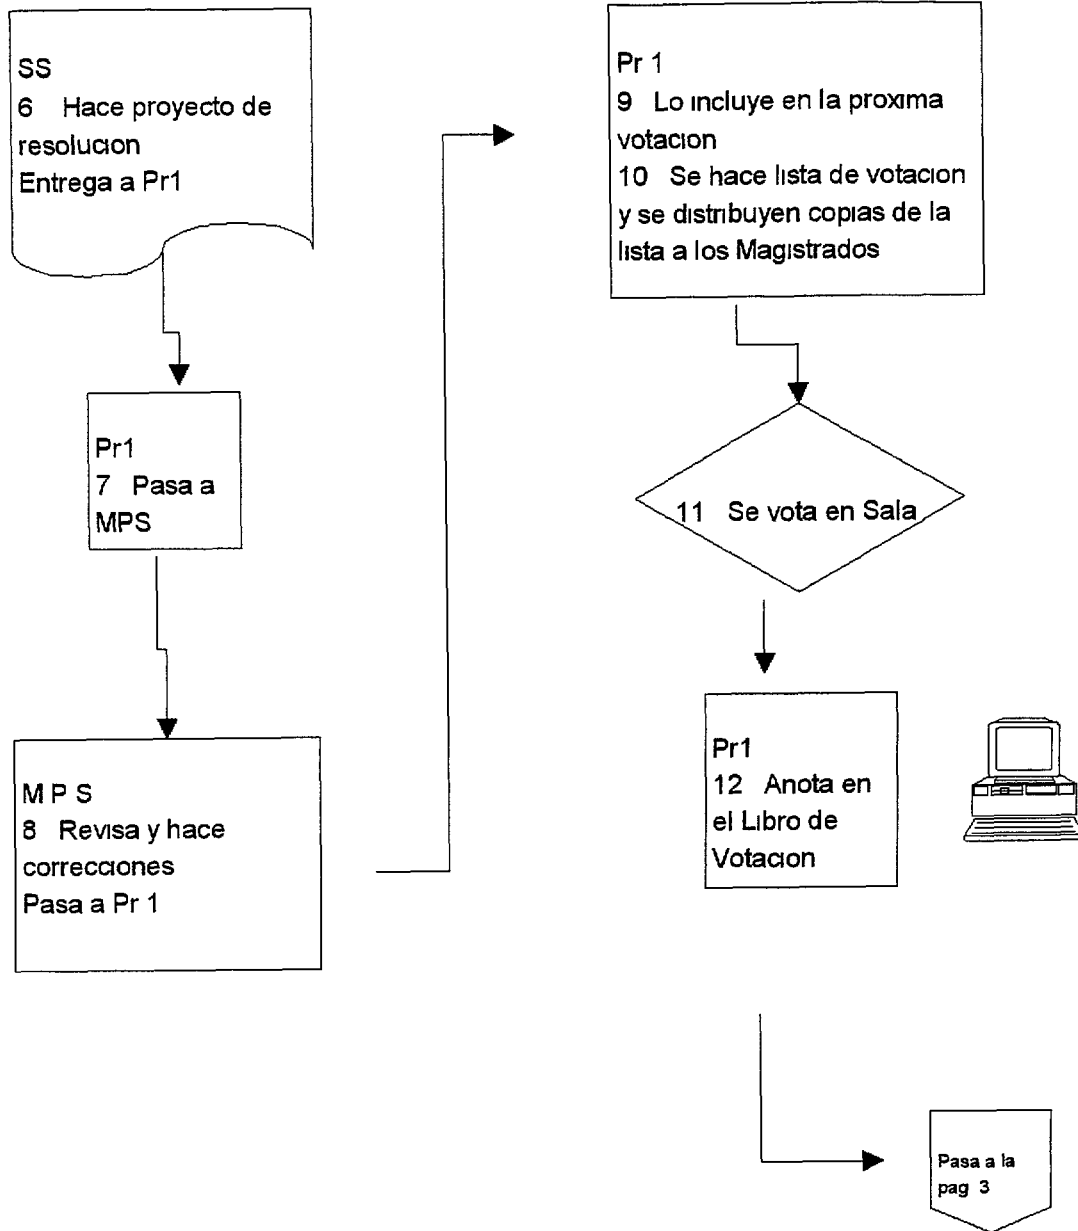 SS
6 Hace proyecto de
resolucion
Entrega a Pr1
Pr1
7 Pasa a
MPS
M P S
8 Revisa y hace
correcciones
Pasa a Pr 1
Pr 1
9 Lo incluye en la proxima
votacion
10 Se hace lista de votacion
y se distribuyen copias de la
lista a los Magistrados
11 Se vota en Sala
Pr1
12 Anota en
el Libro de
Votacion
Pasa a la
pag 3